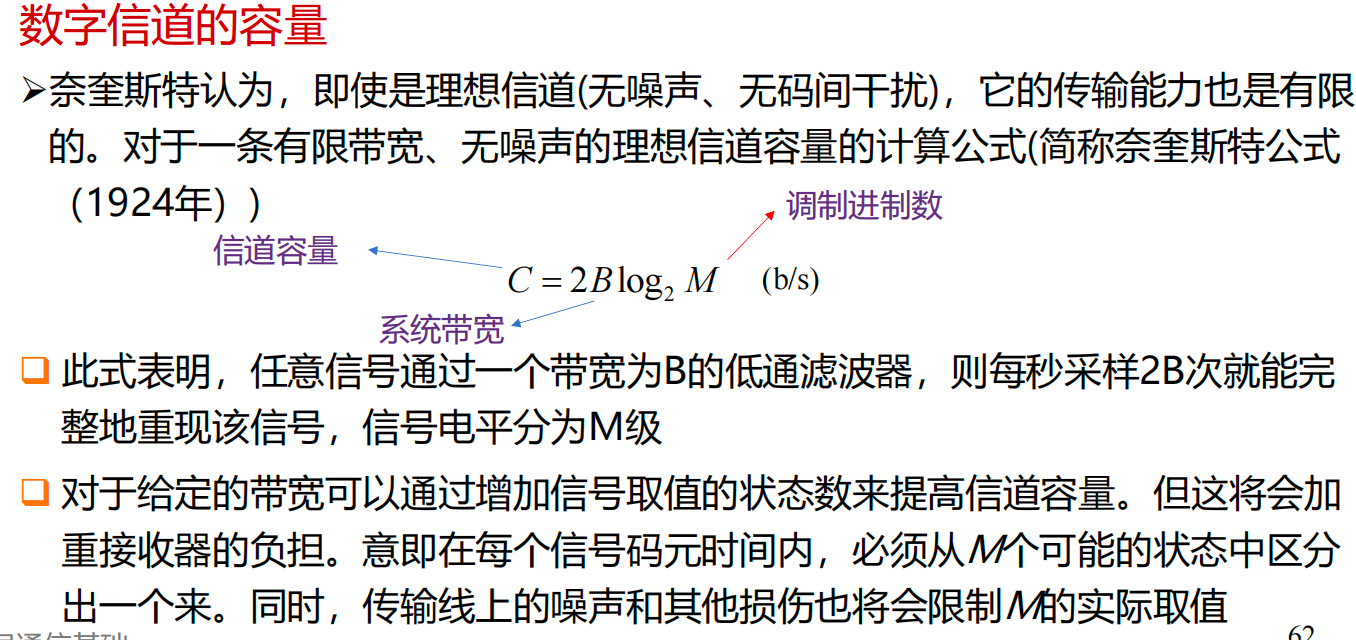 数字信道的容量
➢奈奎斯特认为，即使是理想信道(无噪声、无码间干扰)，它的传输能力也是有限
的。对于一条有限带宽、无噪声的理想信道容量的计算公式(简称奈奎斯特公式
（1924年）)
调制进制数
信道容量
C = 2B log₂ M (b/s)
系统带宽
❑ 此式表明，任意信号通过一个带宽为B的低通滤波器，则每秒采样2B次就能完
整地重现该信号，信号电平分为M级
❑ 对于给定的带宽可以通过增加信号取值的状态数来提高信道容量。但这将会加
重接收器的负担。意即在每个信号码元时间内，必须从M个可能的状态中区分
出一个来。同时，传输线上的噪声和其他损伤也将会限制M的实际取值
62